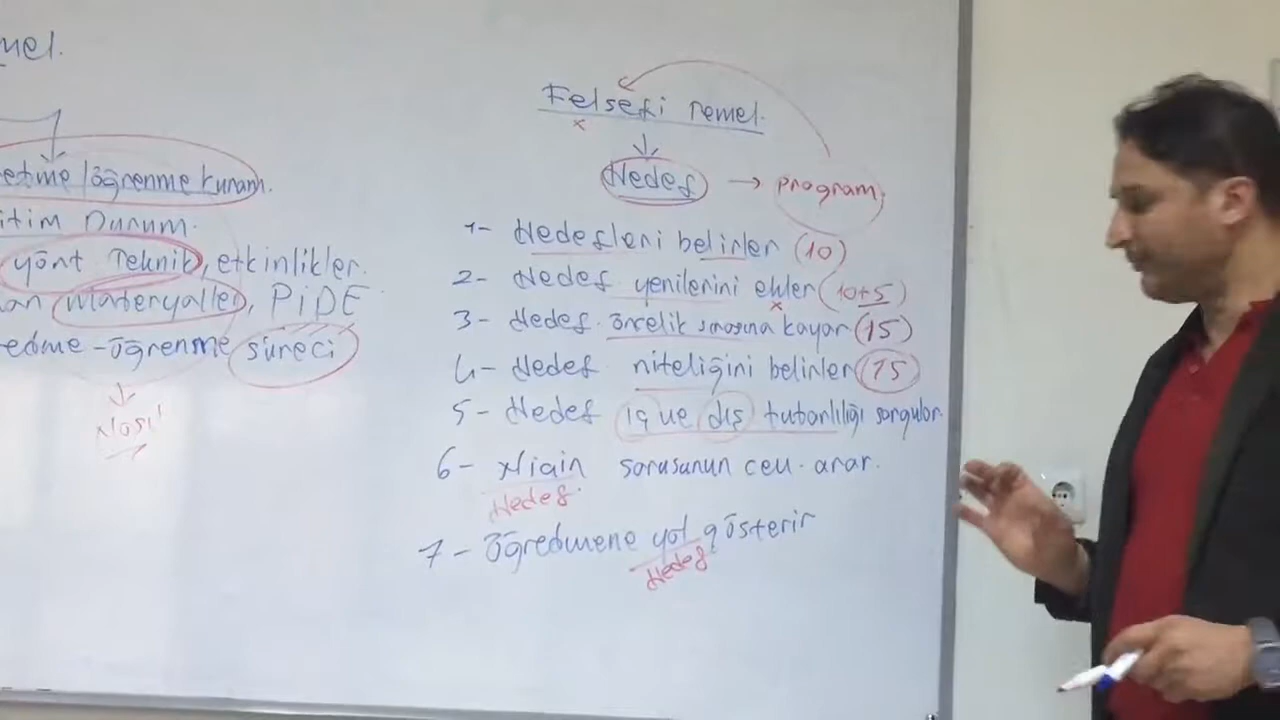 mel.
etme / öğrenme kuram.
itim Durum.
yönt Teknik, etkinlikler.
an materyaller, PİDE
etme - öğrenme süreci
Nasıl
Felsefi Temel.
x
Hedef → program
1- Hedefleri belirler (10)
2- Hedef yenilerini ekler (10+5)
x
3- Hedef öncelik sırasına koyar (15)
4- Hedef niteliğini belirler (15)
5- Hedef iç ve dış tutarlılığı sorgular
6- Niçin sorusunun cev. arar.
Hedef.
7- Öğretmene yol gösterir
Hedef